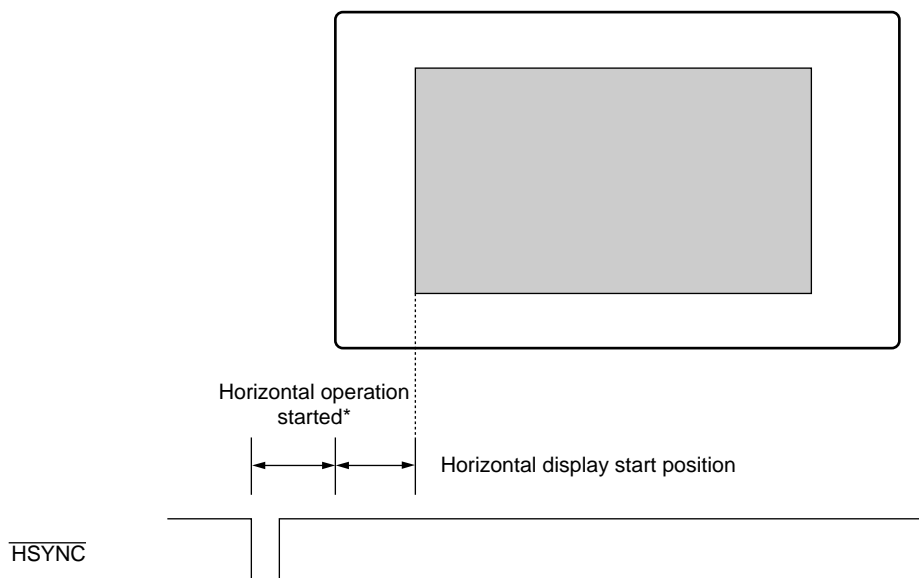 Horizontal operation
started*
Horizontal display start position
HSYNC